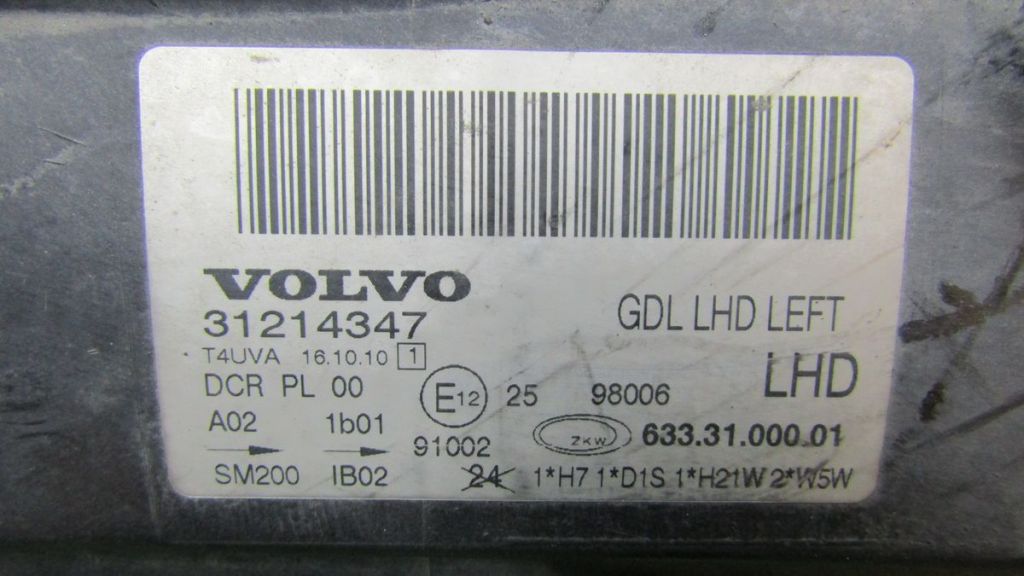 VOLVO
31214347
GDL LHD LEFT
T4UVA 16.10.10 1
LHD
DCR PL 00
E12 25 98006
A02 1b01
91002
ZKW 633.31.000.01
SM200 IB02
24 1*H7 1*D1S 1*H21W 2*W5W